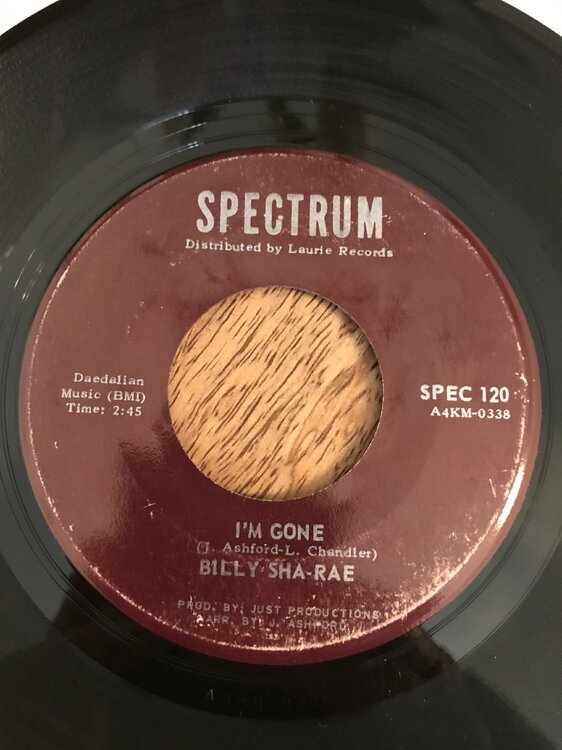 SPECTRUM
Distributed by Laurie Records
Daedalian
Music (BMI)
Time: 2:45
SPEC 120
A4KM-0338
I'M GONE
(J. Ashford-L. Chandler)
BILLY SHA-RAE
PROD. BY: JUST PRODUCTIONS
ARR. BY: J. ASHFORD